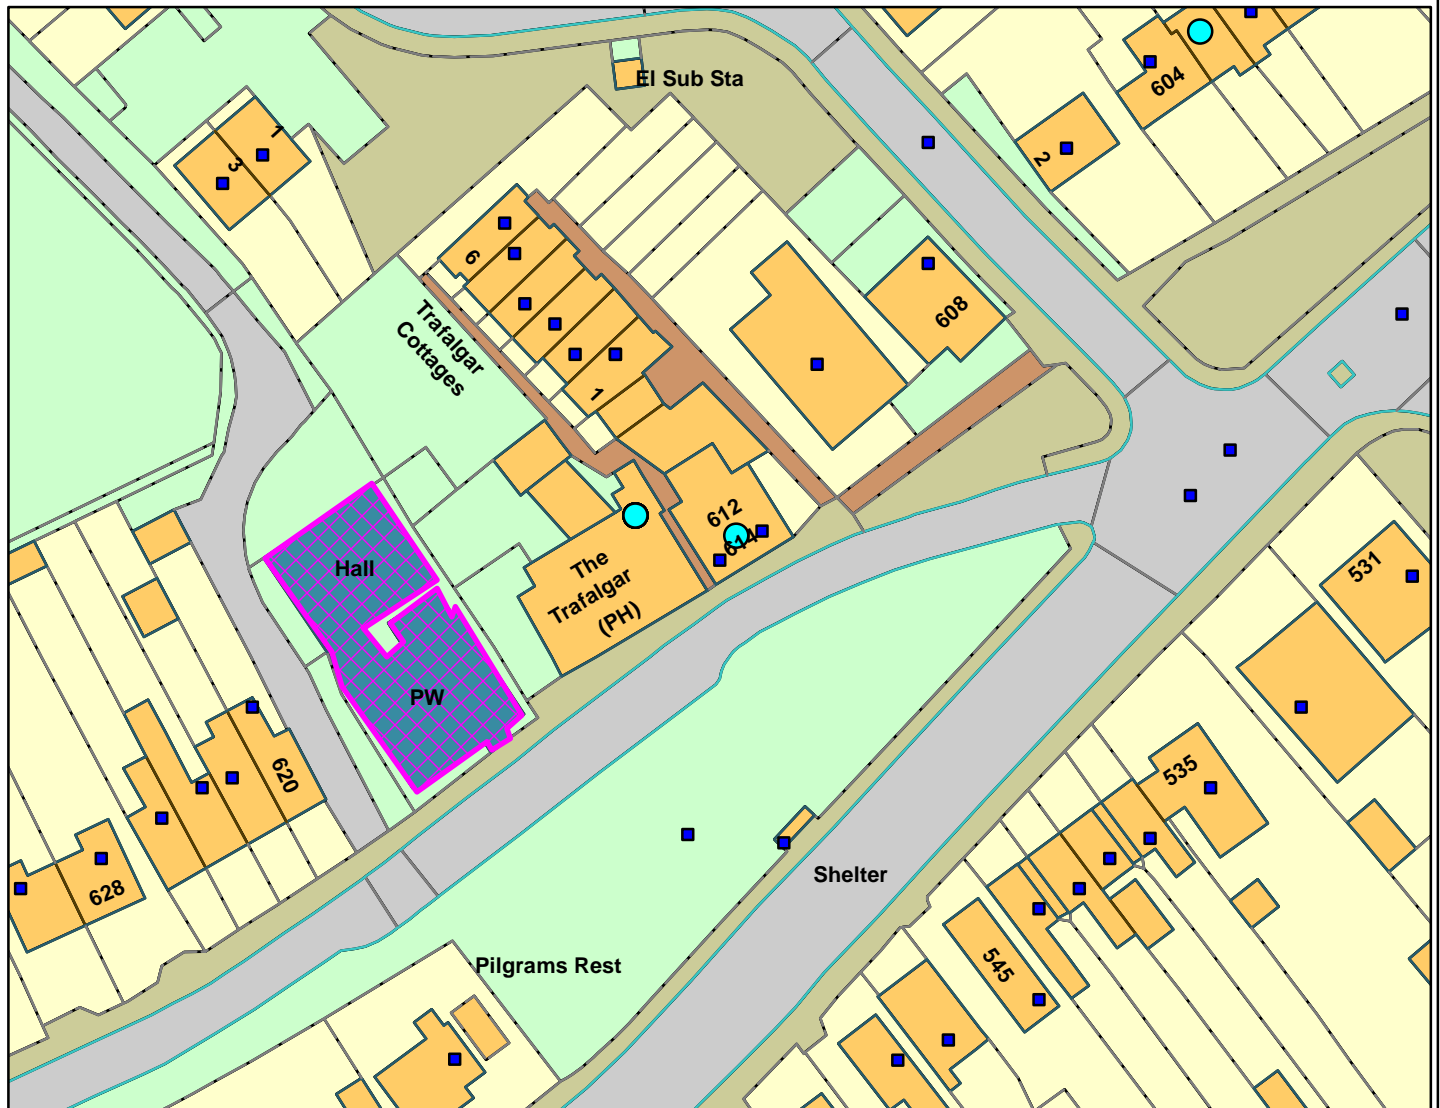 El Sub Sta
604
1
3
2
6
608
Trafalgar
Cottages
1
612
614
531
The
Trafalgar
(PH)
Hall
PW
620
535
628
Shelter
545
Pilgrams Rest